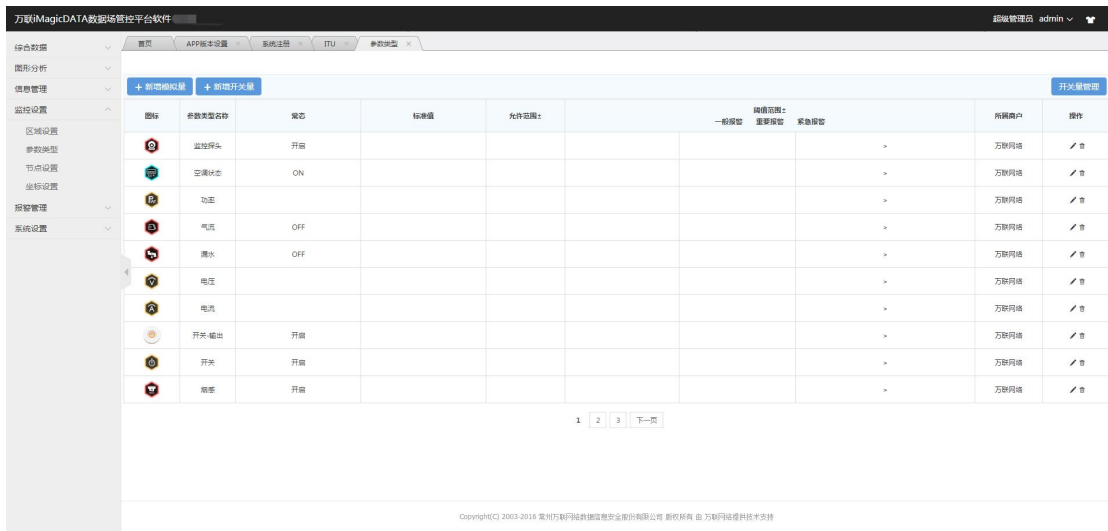 万联iMagicDATA数据场管控平台软件
超级管理员 admin
综合数据
图形分析
信息管理
监控设置
区域设置
参数类型
节点设置
坐标设置
报警管理
系统设置
首页 APP版本设置 × 系统注册 × ITU × 参数类型 ×
+ 新增模拟量 + 新增开关量 开关量管理
图标 参数类型名称 常态 标准值 允许范围± 阈值范围± 所属商户 操作
一般报警 重要报警 紧急报警
监控探头 开启 > 万联网络
空调状态 ON > 万联网络
功率 > 万联网络
气流 OFF > 万联网络
漏水 OFF > 万联网络
V 电压 > 万联网络
A 电流 > 万联网络
开关-输出 开启 > 万联网络
开关 开启 > 万联网络
烟感 开启 > 万联网络
1 2 3 下一页
Copyright(C) 2003-2016 常州万联网络数据信息安全股份有限公司 版权所有 由 万联网络提供技术支持